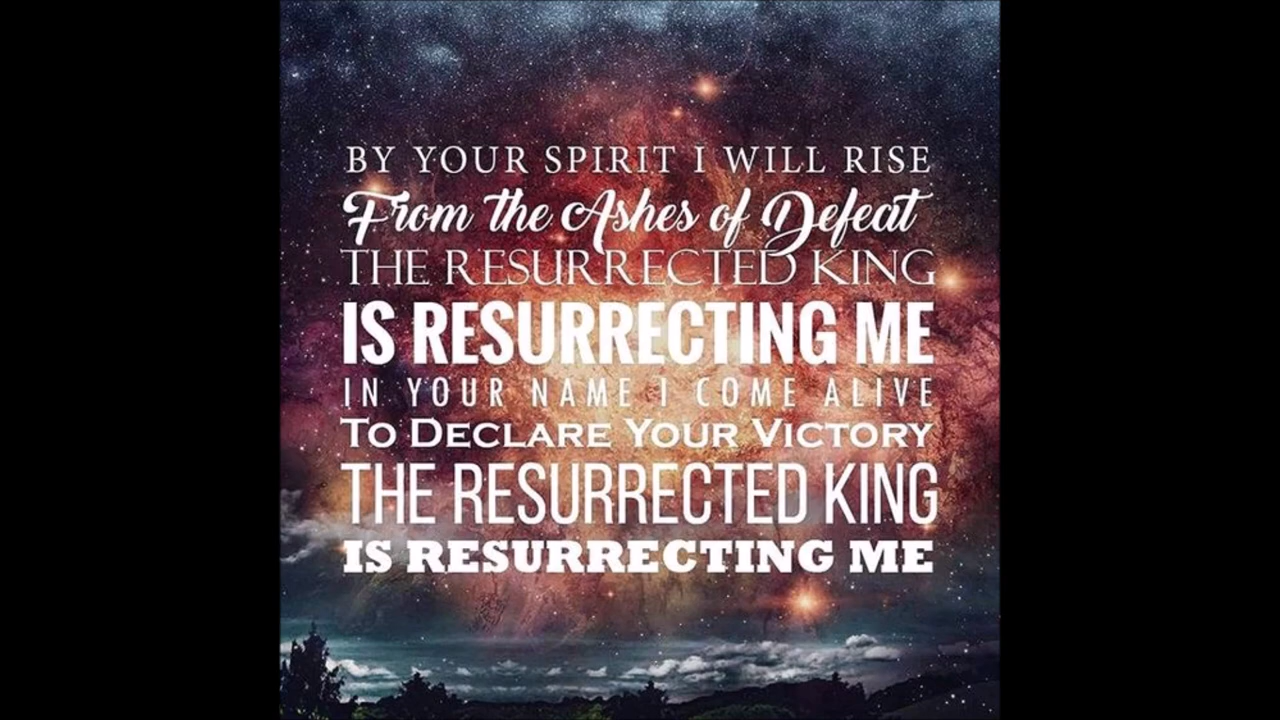 BY YOUR SPIRIT I WILL RISE
From the Ashes of Defeat
THE RESURRECTED KING
IS RESURRECTING ME
IN YOUR NAME I COME ALIVE
TO DECLARE YOUR VICTORY
THE RESURRECTED KING
IS RESURRECTING ME